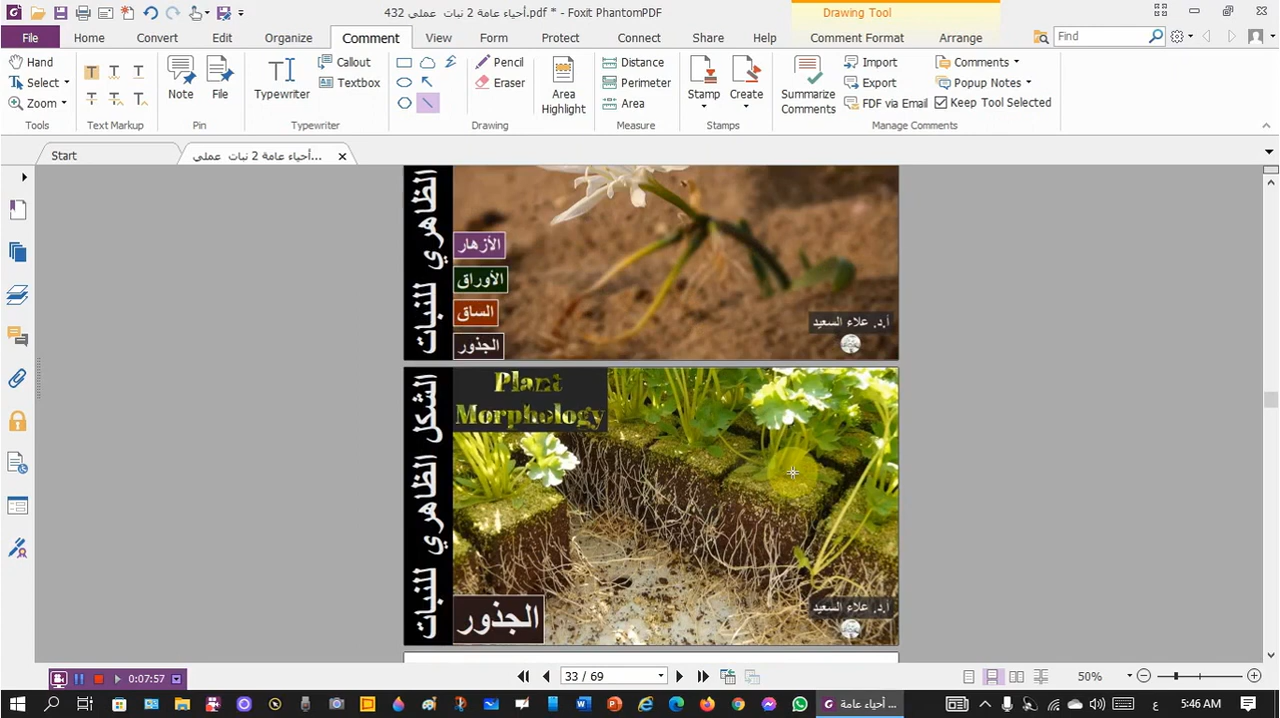 أحياء عامة 2 نبات  عملي 432.pdf * - Foxit PhantomPDF
Drawing Tool
File
Home
Convert
Edit
Organize
Comment
View
Form
Protect
Connect
Share
Help
Comment Format
Arrange
Find
Hand
Select
Zoom
Tools
Text Markup
Note
File
Pin
Typewriter
Callout
Textbox
Typewriter
Pencil
Eraser
Drawing
Area Highlight
Distance
Perimeter
Area
Measure
Stamp
Create
Stamps
Summarize Comments
Import
Export
FDF via Email
Comments
Popup Notes
Keep Tool Selected
Manage Comments
Start
أحياء عامة 2 نبات  عملي...
الظاهري للنبات
الأزهار
الأوراق
الساق
الجذور
أ.د. علاء السعيد
الشكل الظاهري للنبات
Plant
Morphology
الجذور
أ.د. علاء السعيد
0:07:57
33 / 69
50%
أحياء عامة ...
ع
5:46 AM